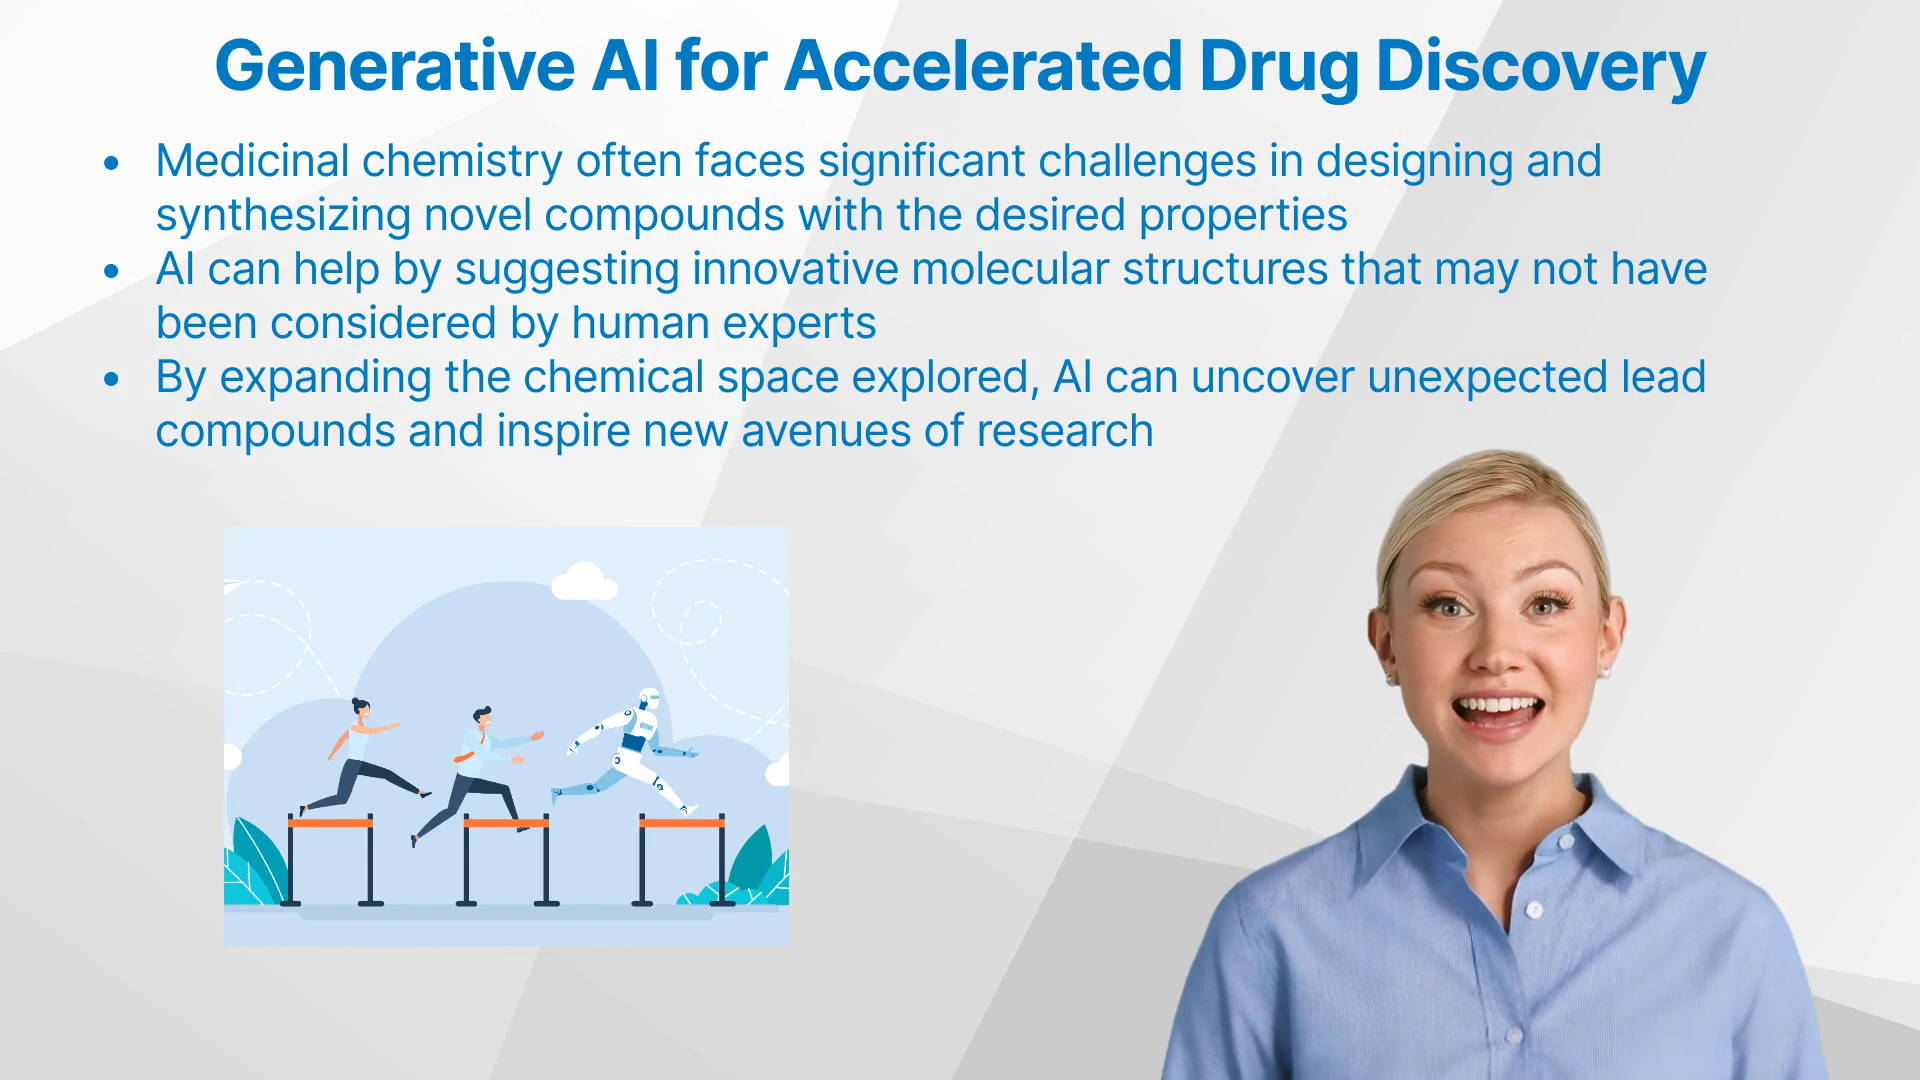 Generative AI for Accelerated Drug Discovery
• Medicinal chemistry often faces significant challenges in designing and
synthesizing novel compounds with the desired properties
• AI can help by suggesting innovative molecular structures that may not have
been considered by human experts
• By expanding the chemical space explored, AI can uncover unexpected lead
compounds and inspire new avenues of research